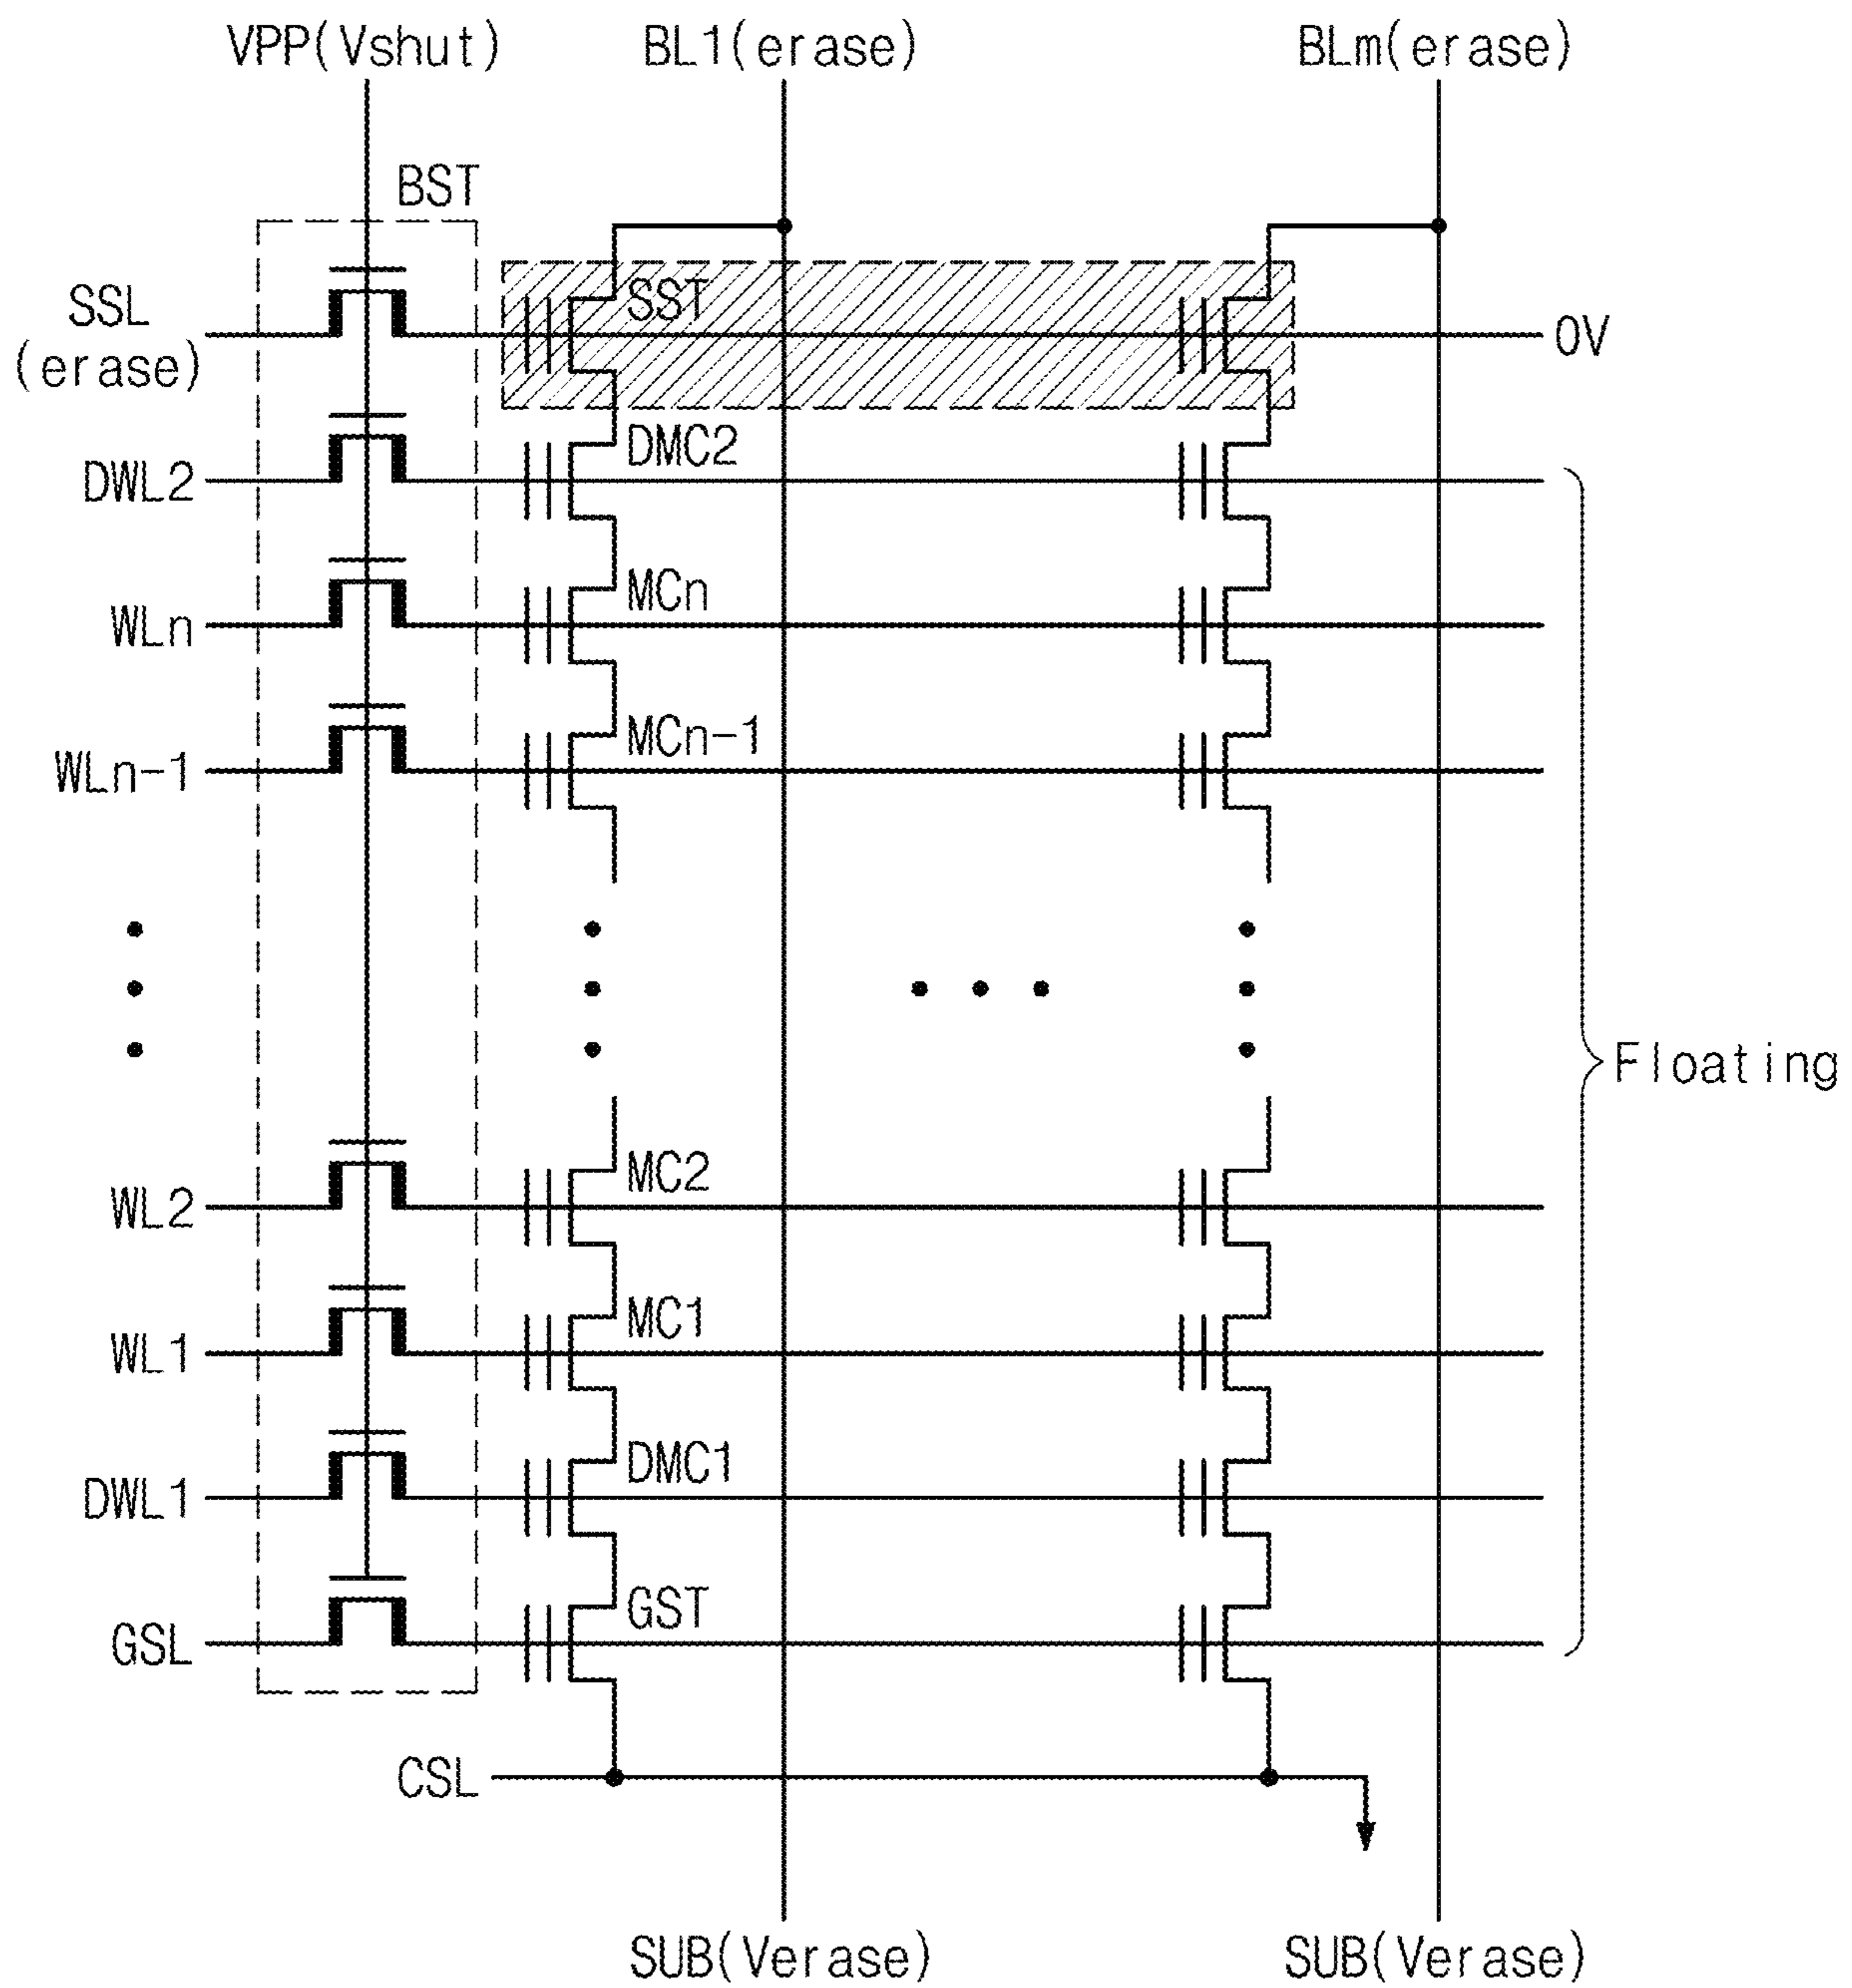 VPP(Vshut) BL1(erase) BLm(erase)
BST
SSL
(erase)
SST
0V
DWL2
DMC2
WLn
MCn
WLn-1
MCn-1
Floating
WL2
MC2
WL1
MC1
DWL1
DMC1
GSL
GST
CSL
SUB(Verase) SUB(Verase)